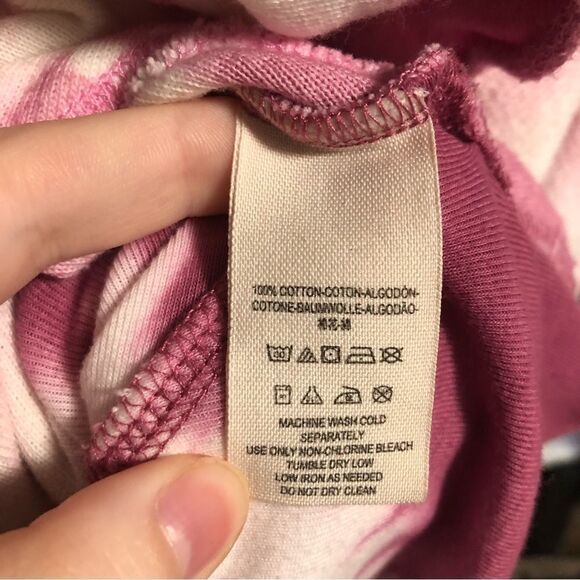 100% COTTON-COTON-ALGODÓN-
COTONE-BAUMWOLLE-ALGODÃO-
MACHINE WASH COLD
SEPARATELY
USE ONLY NON-CHLORINE BLEACH
TUMBLE DRY LOW
LOW IRON AS NEEDED
DO NOT DRY CLEAN